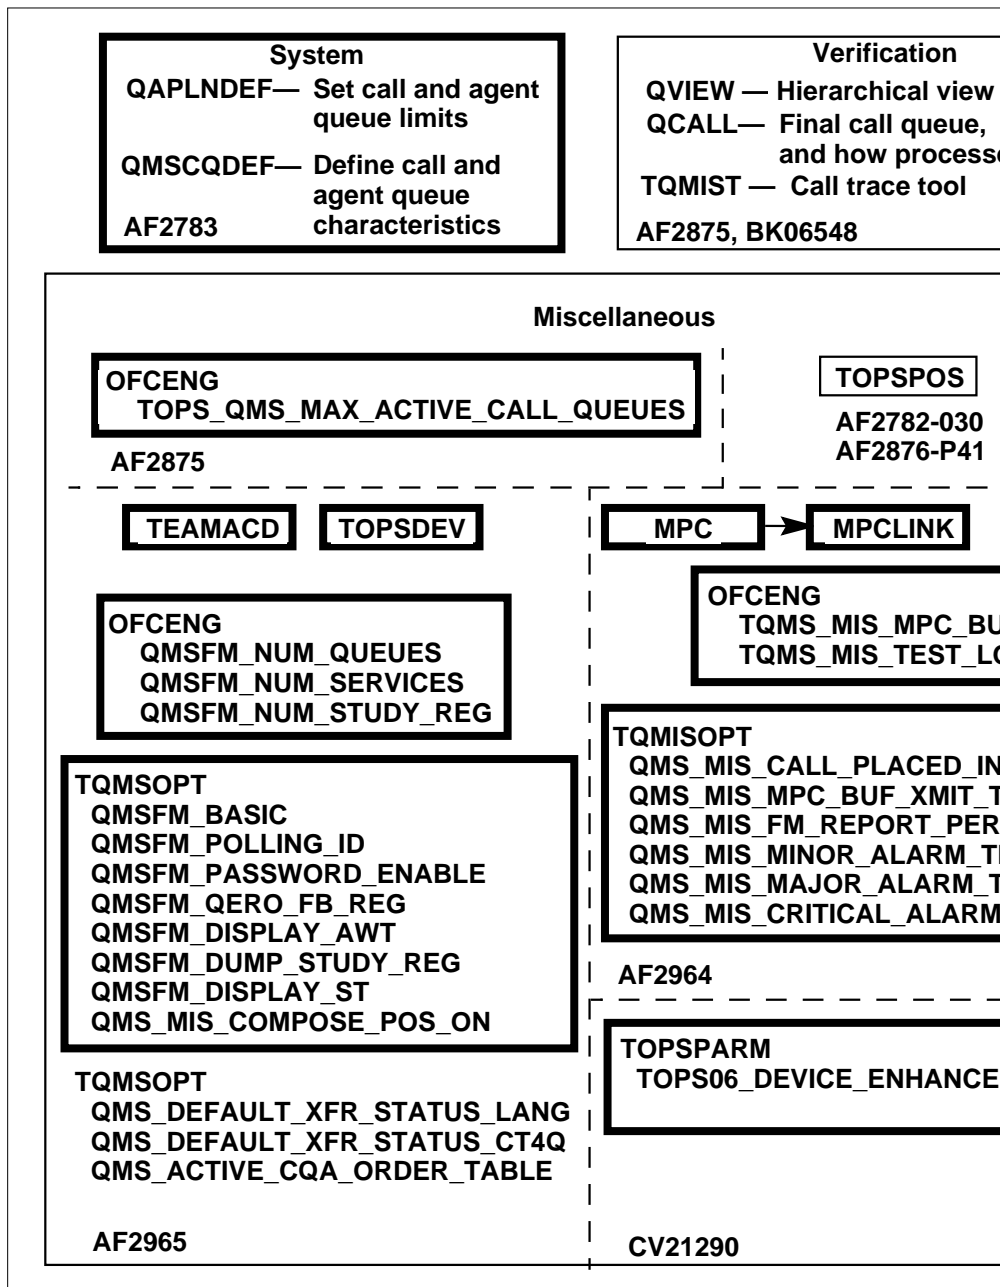 System
QAPLNDEF— Set call and agent
queue limits
QMSCQDEF— Define call and
agent queue
characteristics
AF2783
Verification
QVIEW — Hierarchical view
QCALL— Final call queue,
and how
TQMIST — Call trace tool
AF2875, BK06548
Miscellaneous
OFCENG
TOPS_QMS_MAX_ACTIVE_CALL_QUEUES
AF2875
TOPSPOS
AF2782-030
AF2876-P41
TEAMACD TOPSDEV
OFCENG
QMSFM_NUM_QUEUES
QMSFM_NUM_SERVICES
QMSFM_NUM_STUDY_REG
TQMSOPT
QMSFM_BASIC
QMSFM_POLLING_ID
QMSFM_PASSWORD_ENABLE
QMSFM_QERO_FB_REG
QMSFM_DISPLAY_AWT
QMSFM_DUMP_STUDY_REG
QMSFM_DISPLAY_ST
QMS_MIS_COMPOSE_POS_ON
TQMSOPT
QMS_DEFAULT_XFR_STATUS_LANG
QMS_DEFAULT_XFR_STATUS_CT4Q
QMS_ACTIVE_CQA_ORDER_TABLE
AF2965
MPC MPCLINK
OFCENG
TQMS_MIS_MPC_BU
TQMS_MIS_TEST_LO
TQMISOPT
QMS_MIS_CALL_PLACED_IN
QMS_MIS_MPC_BUF_XMIT_T
QMS_MIS_FM_REPORT_PER
QMS_MIS_MINOR_ALARM_T
QMS_MIS_MAJOR_ALARM_T
QMS_MIS_CRITICAL_ALARM
AF2964
TOPSPARM
TOPS06_DEVICE_ENHANCE
CV21290